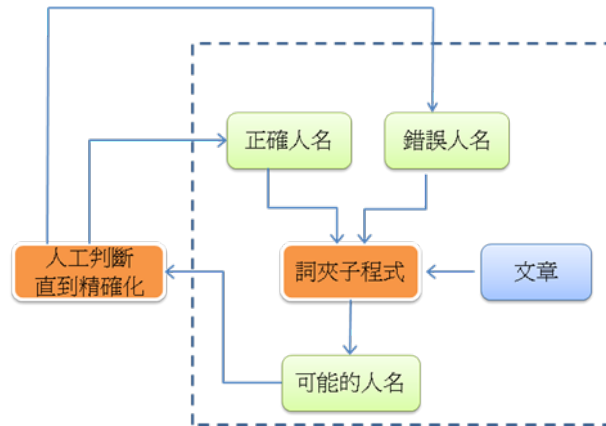 正確人名
錯誤人名
人工判斷
直到精確化
詞夾子程式
文章
可能的人名